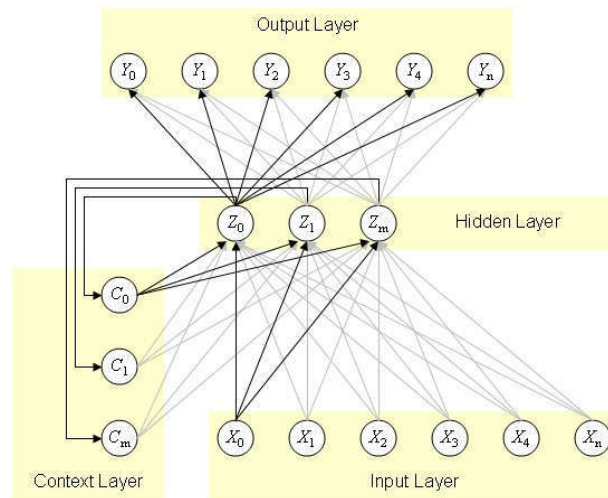 Output Layer
Y0 Y1 Y2 Y3 Y4 Yn
Z0 Z1 Zm Hidden Layer
C0
C1
Cm X0 X1 X2 X3 X4 Xn
Context Layer Input Layer